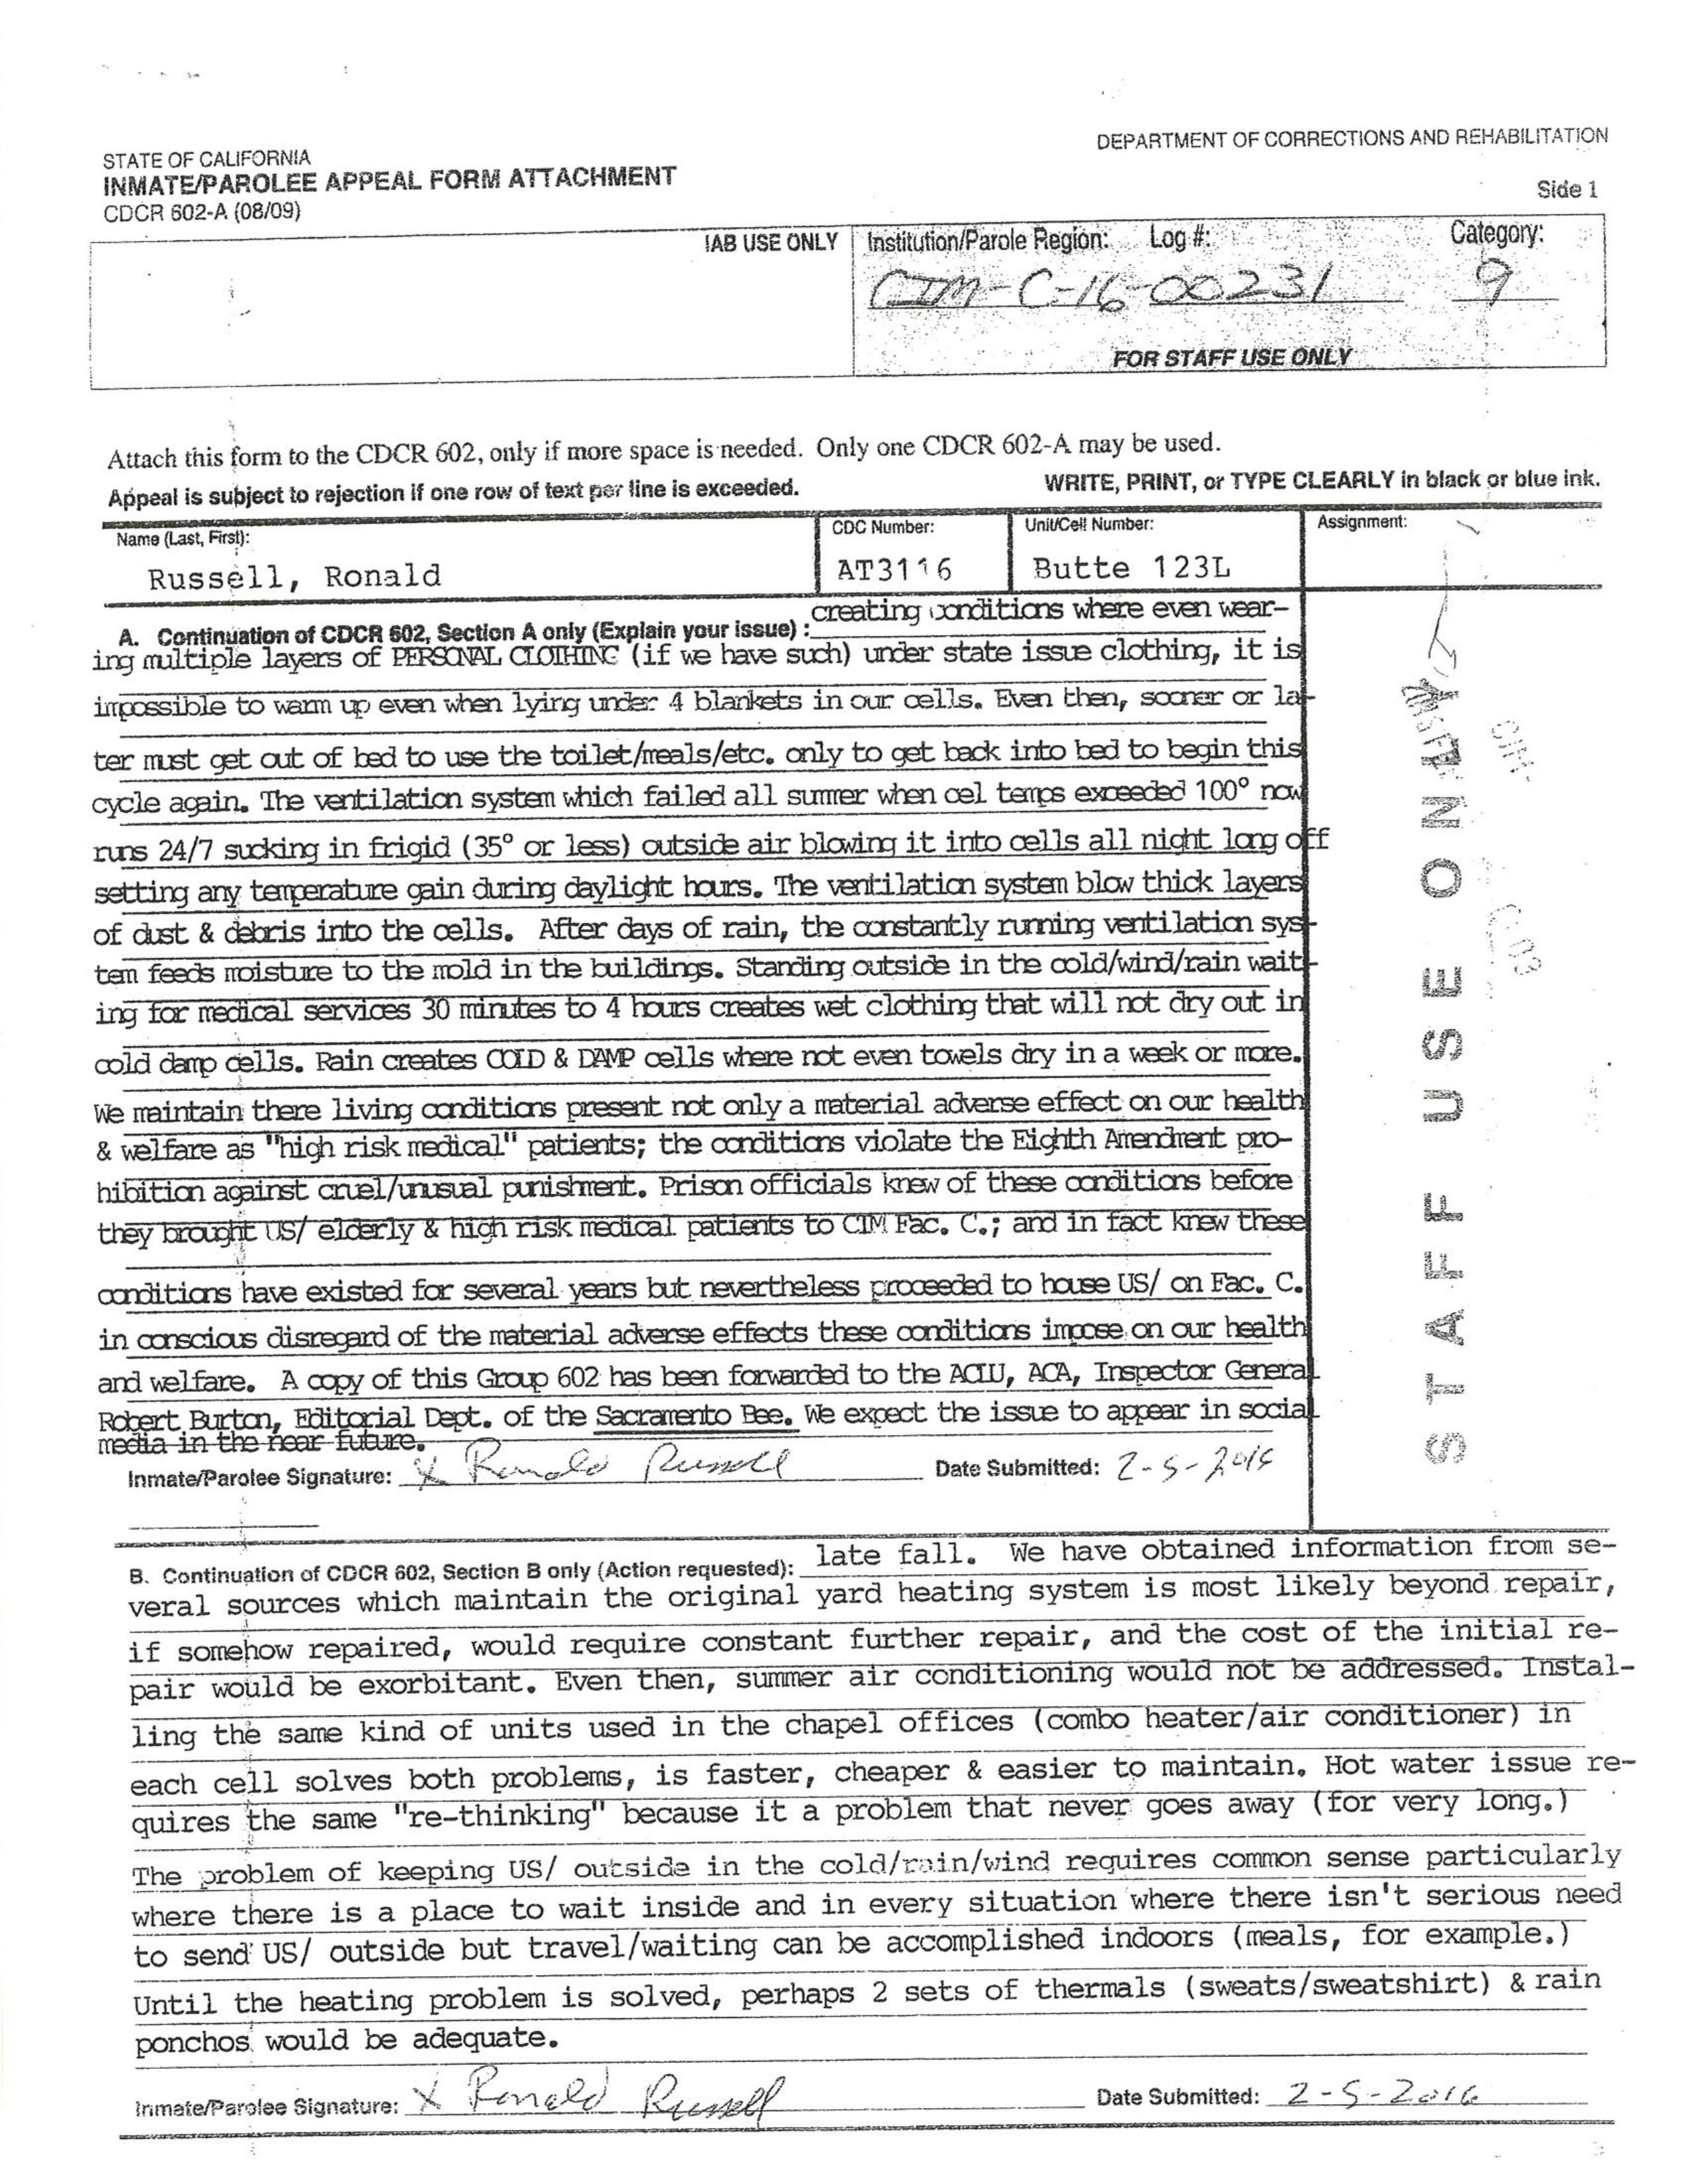 STATE OF CALIFORNIA
INMATE/PAROLEE APPEAL FORM ATTACHMENT
CDCR 602-A (08/09)
DEPARTMENT OF CORRECTIONS AND REHABILITATION
Side 1
IAB USE ONLY
Institution/Parole Region: Log #: Category:
CIM-C-16-00231 9
FOR STAFF USE ONLY
Attach this form to the CDCR 602, only if more space is needed. Only one CDCR 602-A may be used.
Appeal is subject to rejection if one row of text per line is exceeded. WRITE, PRINT, or TYPE CLEARLY in black or blue ink.
Name (Last, First): CDC Number: Unit/Cell Number: Assignment:
Russell, Ronald AT3116 Butte 123L
A. Continuation of CDCR 602, Section A only (Explain your issue) : creating conditions where even wear-
ing multiple layers of PERSONAL CLOTHING (if we have such) under state issue clothing, it is
impossible to warm up even when lying under 4 blankets in our cells. Even then, sooner or la-
ter must get out of bed to use the toilet/meals/etc. only to get back into bed to begin this
cycle again. The ventilation system which failed all summer when cel temps exceeded 100° now
runs 24/7 sucking in frigid (35° or less) outside air blowing it into cells all night long off
setting any temperature gain during daylight hours. The ventilation system blow thick layers
of dust & debris into the cells. After days of rain, the constantly running ventilation sys-
tem feeds moisture to the mold in the buildings. Standing outside in the cold/wind/rain wait-
ing for medical services 30 minutes to 4 hours creates wet clothing that will not dry out in
cold damp cells. Rain creates COLD & DAMP cells where not even towels dry in a week or more.
We maintain there living conditions present not only a material adverse effect on our health
& welfare as "high risk medical" patients; the conditions violate the Eighth Amendment pro-
hibition against cruel/unusual punishment. Prison officials knew of these conditions before
they brought US/ elderly & high risk medical patients to CIM Fac. C.; and in fact knew these
conditions have existed for several years but nevertheless proceeded to house US/ on Fac. C.
in conscious disregard of the material adverse effects these conditions impose on our health
and welfare. A copy of this Group 602 has been forwarded to the ACLU, ACA, Inspector General
Robert Burton, Editorial Dept. of the Sacramento Bee. We expect the issue to appear in social
media in the near future.
Inmate/Parolee Signature: X Ronald Russell Date Submitted: 2-5-2016
STAFF USE ONLY
B. Continuation of CDCR 602, Section B only (Action requested): late fall. We have obtained information from se-
veral sources which maintain the original yard heating system is most likely beyond repair,
if somehow repaired, would require constant further repair, and the cost of the initial re-
pair would be exorbitant. Even then, summer air conditioning would not be addressed. Instal-
ling the same kind of units used in the chapel offices (combo heater/air conditioner) in
each cell solves both problems, is faster, cheaper & easier to maintain. Hot water issue re-
quires the same "re-thinking" because it a problem that never goes away (for very long.)
The problem of keeping US/ outside in the cold/rain/wind requires common sense particularly
where there is a place to wait inside and in every situation where there isn't serious need
to send US/ outside but travel/waiting can be accomplished indoors (meals, for example.)
Until the heating problem is solved, perhaps 2 sets of thermals (sweats/sweatshirt) & rain
ponchos would be adequate.
Inmate/Parolee Signature: X Ronald Russell Date Submitted: 2-5-2016